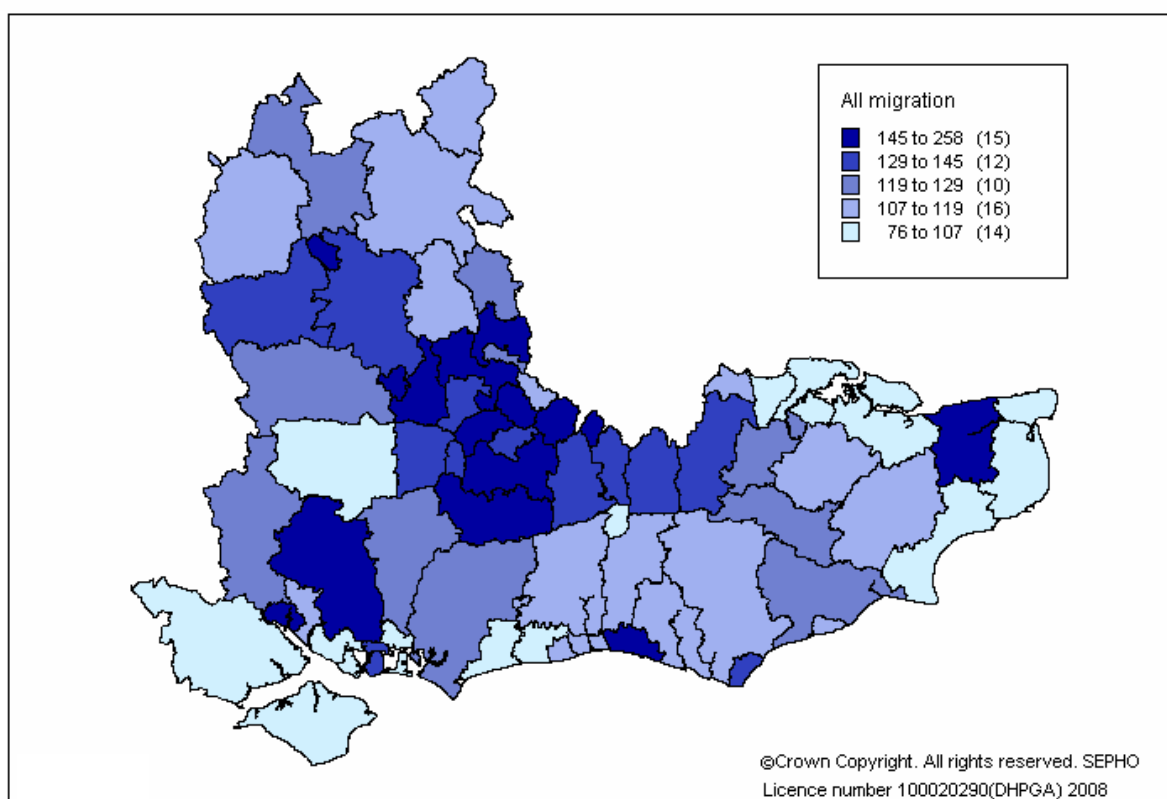 All migration
145 to 258 (15)
129 to 145 (12)
119 to 129 (10)
107 to 119 (16)
76 to 107 (14)
©Crown Copyright. All rights reserved. SEPHO
Licence number 100020290(DHPGA) 2008